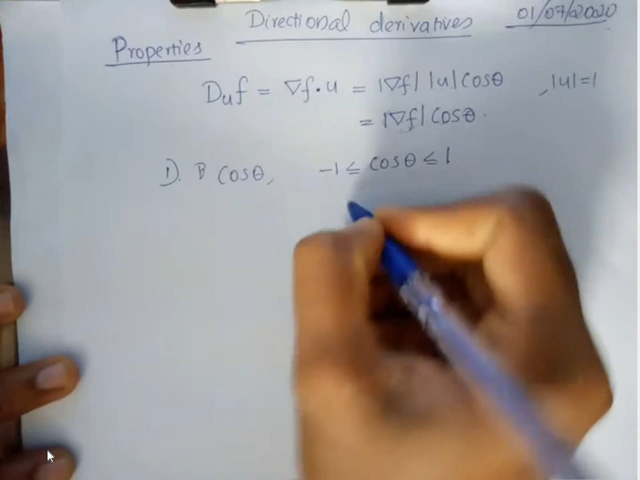 Directional derivatives 01/07/2020
Properties
Duf = ∇f · u = |∇f| |u| Cosθ , |u| = 1
= |∇f| Cosθ.
1). B Cosθ, -1 ≤ Cosθ ≤ 1